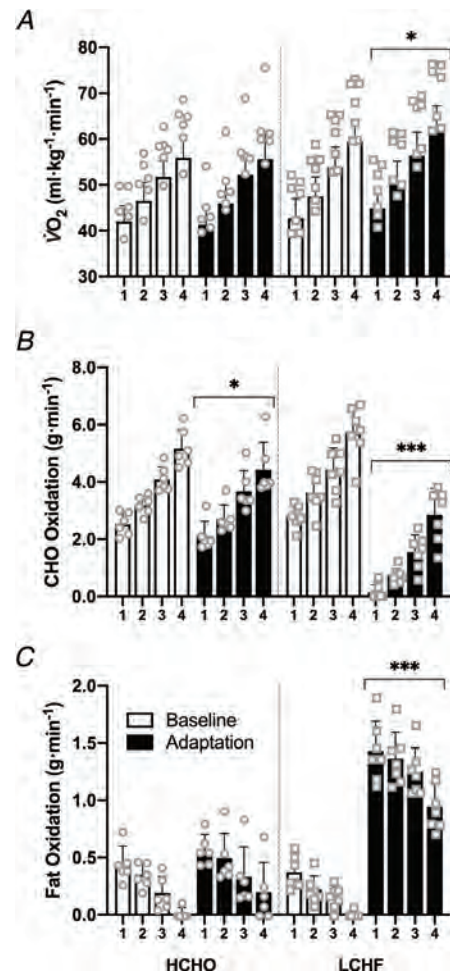 A
V̇O₂ (ml·kg⁻¹·min⁻¹)
80
70
60
50
40
30
*
1 2 3 4 1 2 3 4 1 2 3 4 1 2 3 4
B
CHO Oxidation (g·min⁻¹)
8.0
6.0
4.0
2.0
0.0
*
***
1 2 3 4 1 2 3 4 1 2 3 4 1 2 3 4
C
Fat Oxidation (g·min⁻¹)
2.0
1.5
1.0
0.5
0.0
***
Baseline
Adaptation
1 2 3 4 1 2 3 4 1 2 3 4 1 2 3 4
HCHO LCHF